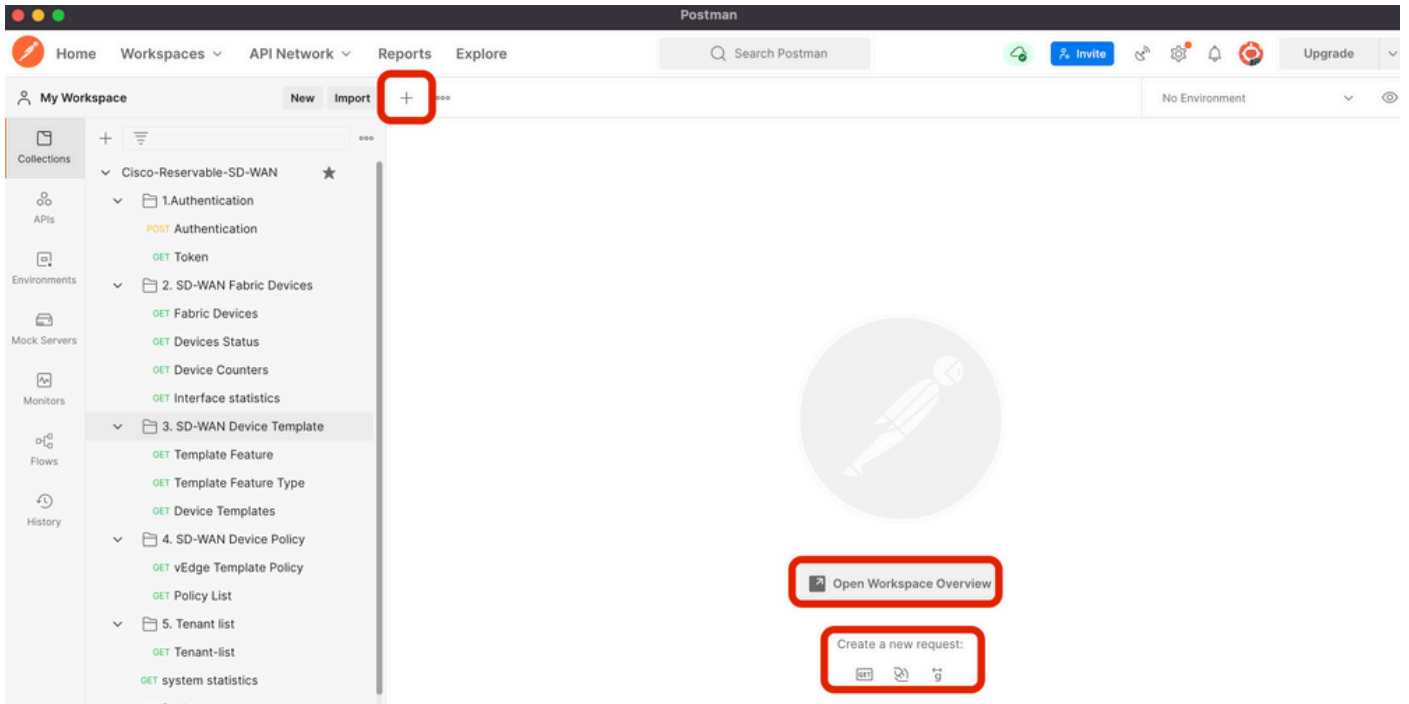 Postman
Home Workspaces API Network Reports Explore Search Postman Invite Upgrade
My Workspace New Import No Environment
Collections
APIs
Environments
Mock Servers
Monitors
Flows
History
Cisco-Reservable-SD-WAN
1.Authentication
POST Authentication
GET Token
2. SD-WAN Fabric Devices
GET Fabric Devices
GET Devices Status
GET Device Counters
GET Interface statistics
3. SD-WAN Device Template
GET Template Feature
GET Template Feature Type
GET Device Templates
4. SD-WAN Device Policy
GET vEdge Template Policy
GET Policy List
5. Tenant list
GET Tenant-list
GET system statistics
Open Workspace Overview
Create a new request:
GET g